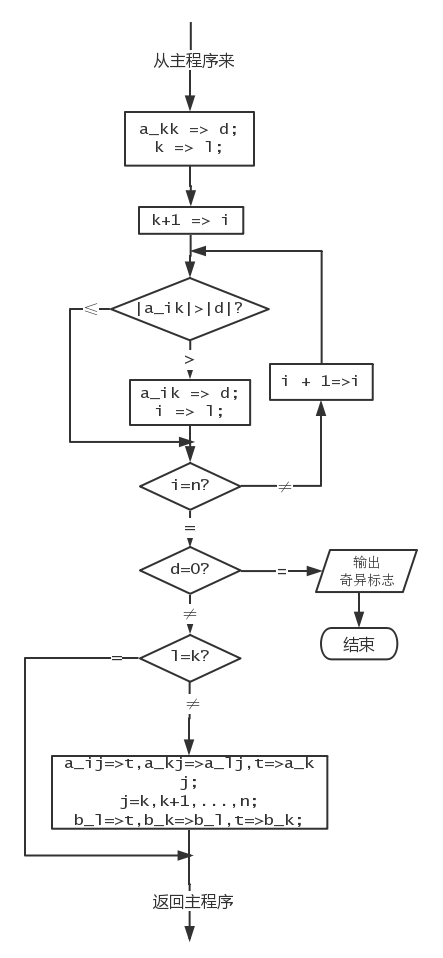 从主程序来
a_kk => d;
k => l;
k+1 => i
|a_ik|>|d|?
≤
>
a_ik => d;
i => l;
i + 1=>i
i=n?
≠
=
d=0?
=
输出
奇异标志
≠
结束
l=k?
=
≠
a_ij=>t,a_kj=>a_lj,t=>a_k
j;
j=k,k+1,...,n;
b_l=>t,b_k=>b_l,t=>b_k;
返回主程序